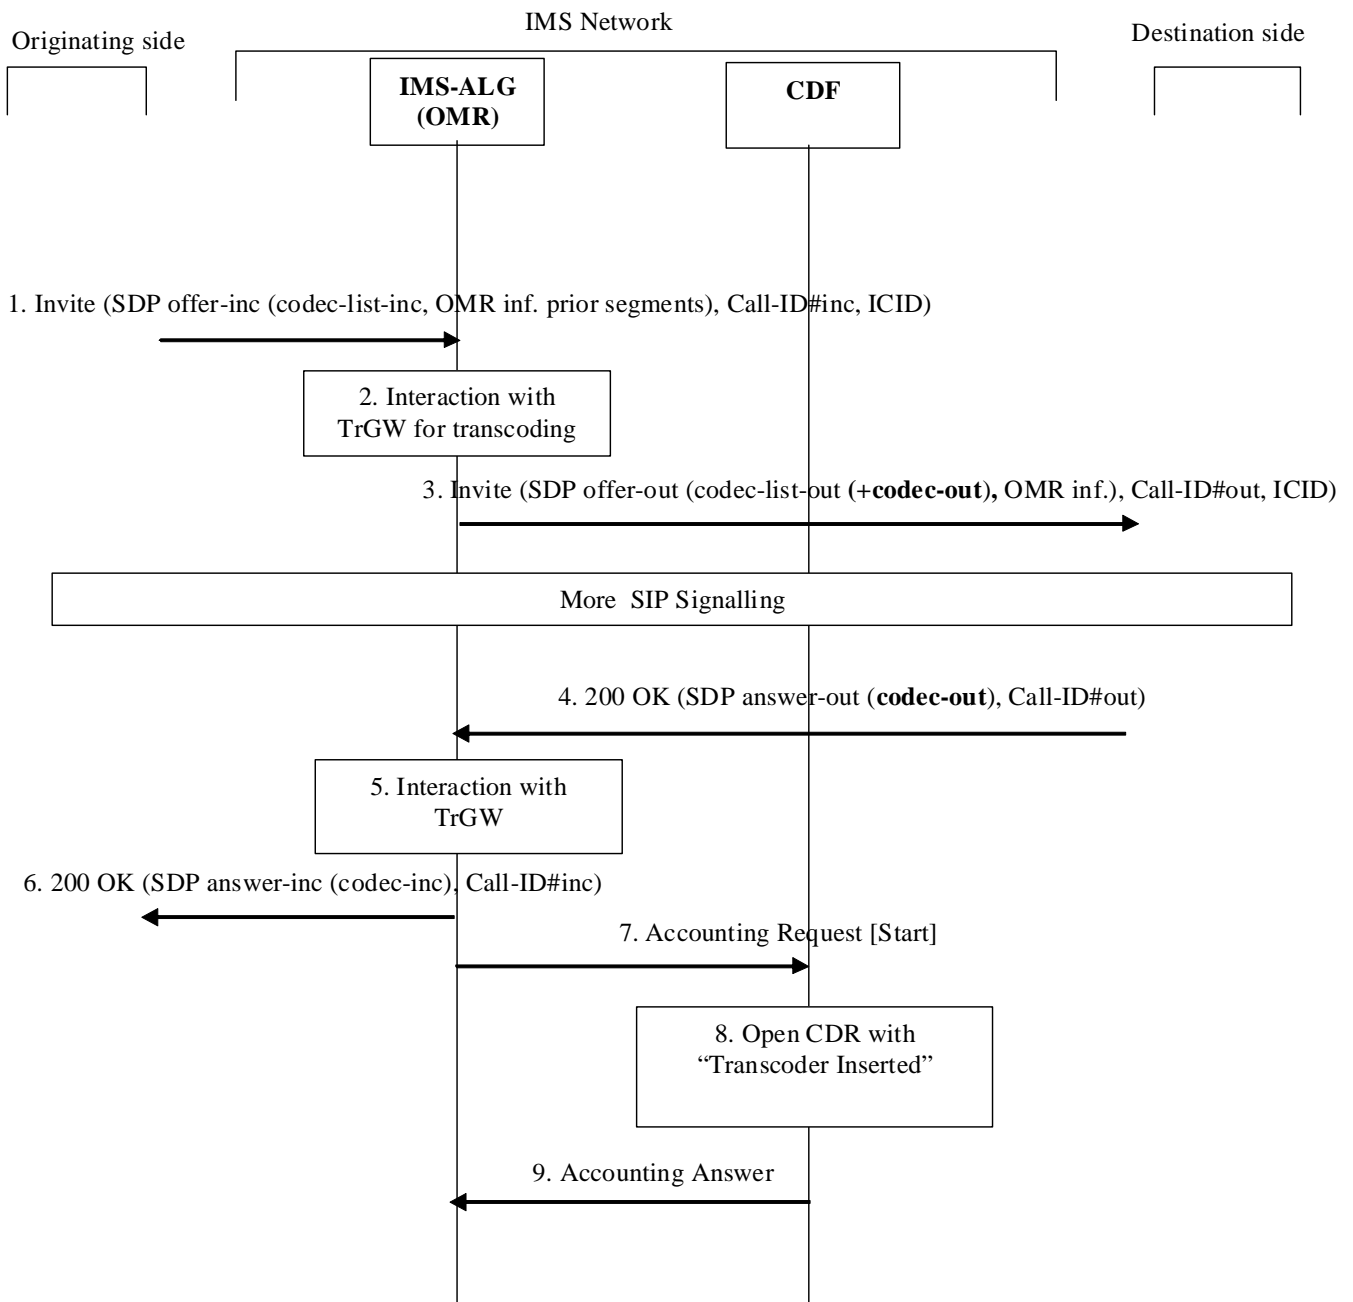 IMS Network
Originating side
Destination side
IMS-ALG
(OMR)
CDF
1. Invite (SDP offer-inc (codec-list-inc, OMR inf. prior segments), Call-ID#inc, ICID)
2. Interaction with
TrGW for transcoding
3. Invite (SDP offer-out (codec-list-out (+codec-out), OMR inf.), Call-ID#out, ICID)
More SIP Signalling
4. 200 OK (SDP answer-out (codec-out), Call-ID#out)
5. Interaction with
TrGW
6. 200 OK (SDP answer-inc (codec-inc), Call-ID#inc)
7. Accounting Request [Start]
8. Open CDR with
“Transcoder Inserted”
9. Accounting Answer